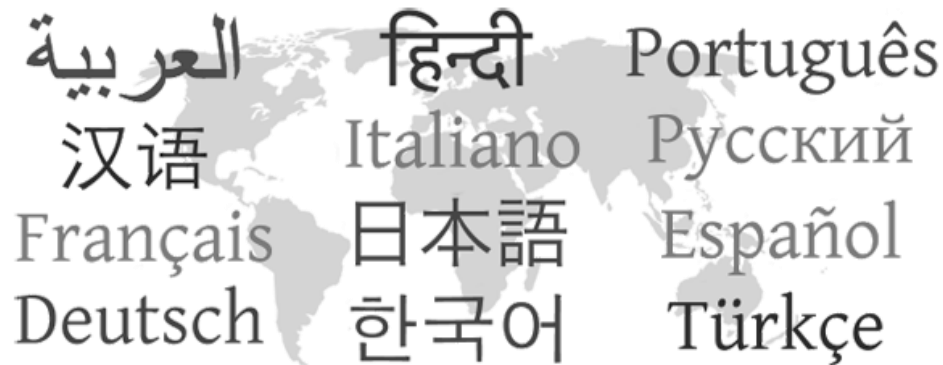 العربية हिन्दी Português
汉语 Italiano Русский
Français 日本語 Español
Deutsch 한국어 Türkçe